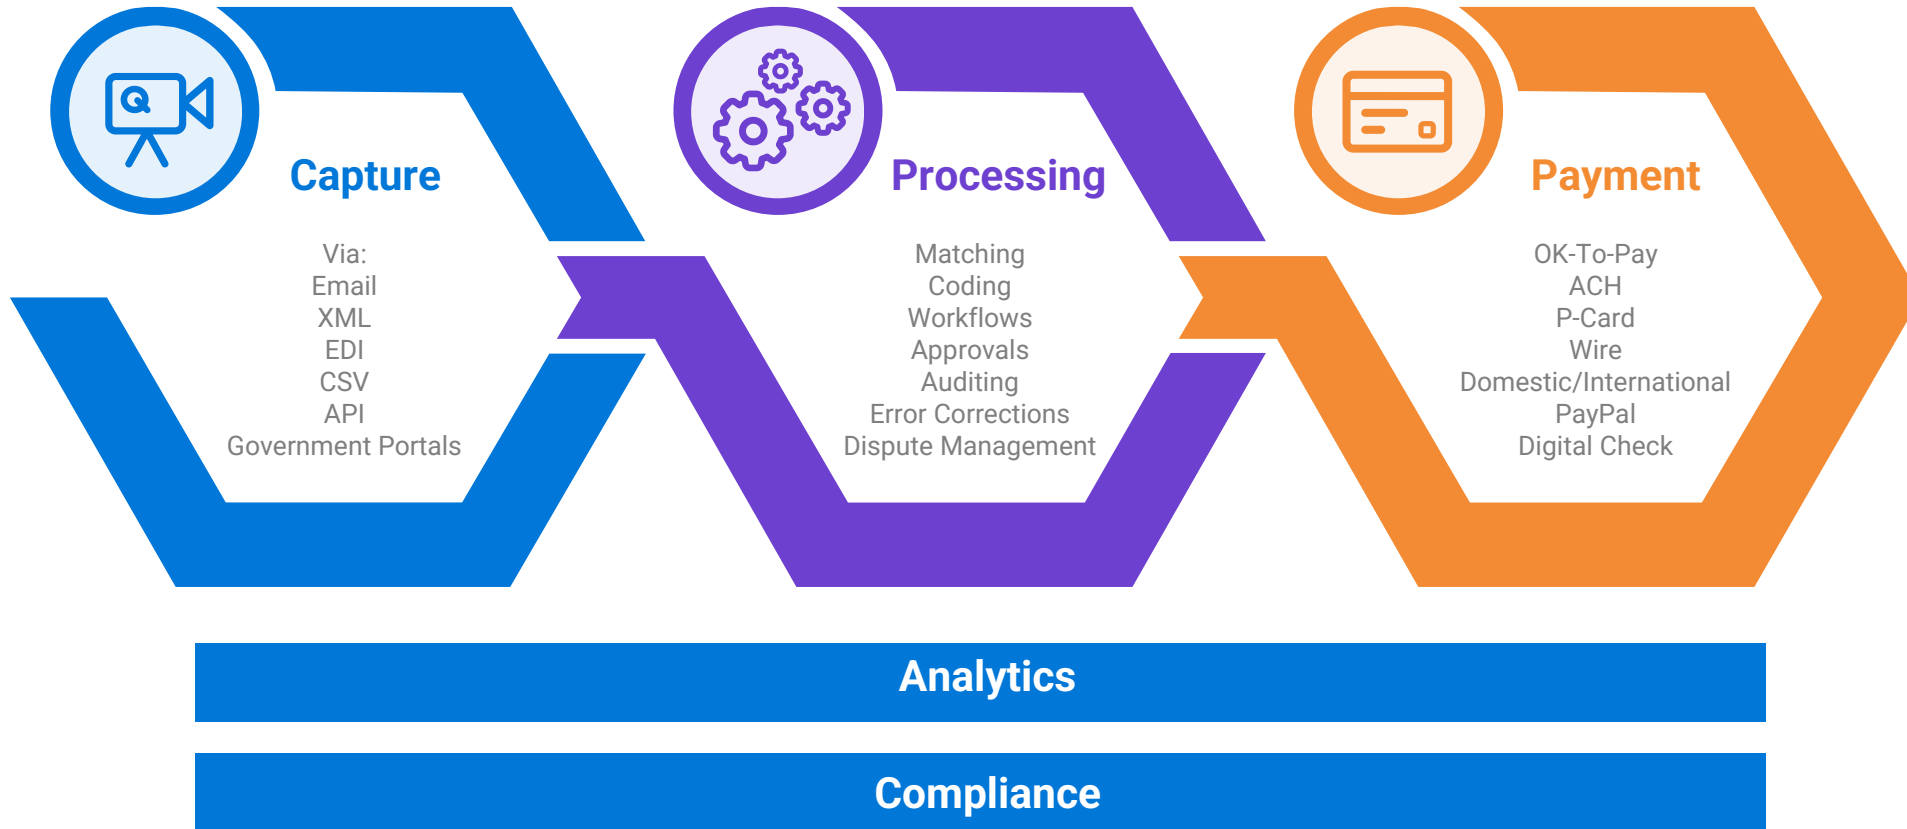 Capture
Via:
Email
XML
EDI
CSV
API
Government Portals
Processing
Matching
Coding
Workflows
Approvals
Auditing
Error Corrections
Dispute Management
Payment
OK-To-Pay
ACH
P-Card
Wire
Domestic/International
PayPal
Digital Check
Analytics
Compliance